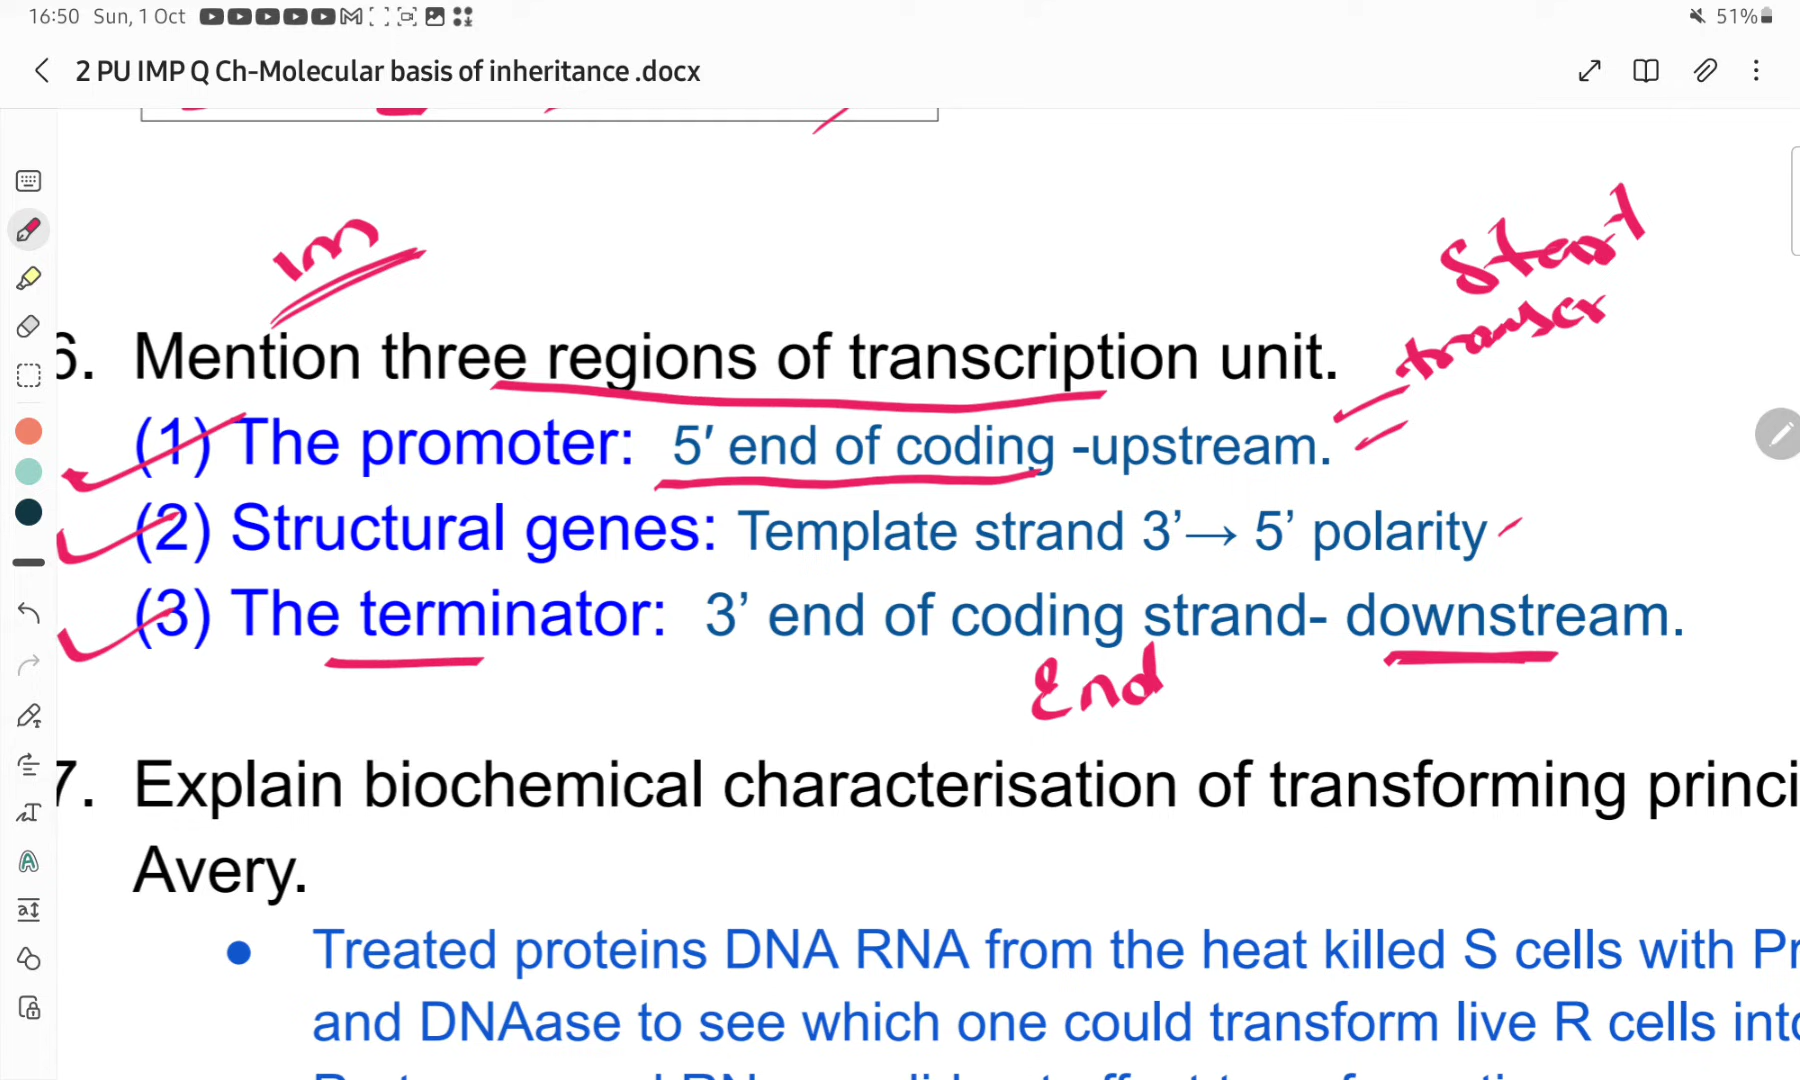 16:50 Sun, 1 Oct 51%
2 PU IMP Q Ch-Molecular basis of inheritance .docx
Im
Start
transcr
6. Mention three regions of transcription unit.
(1) The promoter: 5′ end of coding -upstream.
(2) Structural genes: Template strand 3’→ 5’ polarity
(3) The terminator: 3’ end of coding strand- downstream.
End
7. Explain biochemical characterisation of transforming princi
Avery.
● Treated proteins DNA RNA from the heat killed S cells with Pr
and DNAase to see which one could transform live R cells into